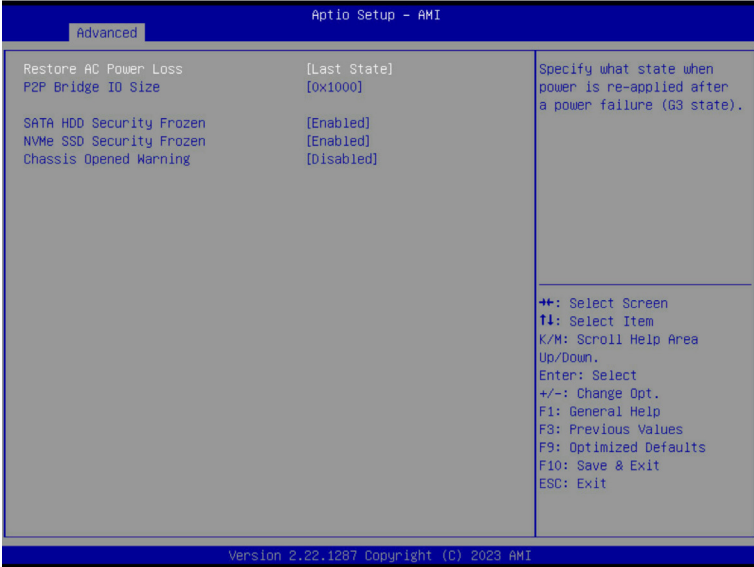 Aptio Setup – AMI
Advanced
Restore AC Power Loss [Last State]
P2P Bridge IO Size [0x1000]
SATA HDD Security Frozen [Enabled]
NVMe SSD Security Frozen [Enabled]
Chassis Opened Warning [Disabled]
Specify what state when
power is re-applied after
a power failure (G3 state).
→←: Select Screen
↑↓: Select Item
K/M: Scroll Help Area
Up/Down.
Enter: Select
+/-: Change Opt.
F1: General Help
F3: Previous Values
F9: Optimized Defaults
F10: Save & Exit
ESC: Exit
Version 2.22.1287 Copyright (C) 2023 AMI